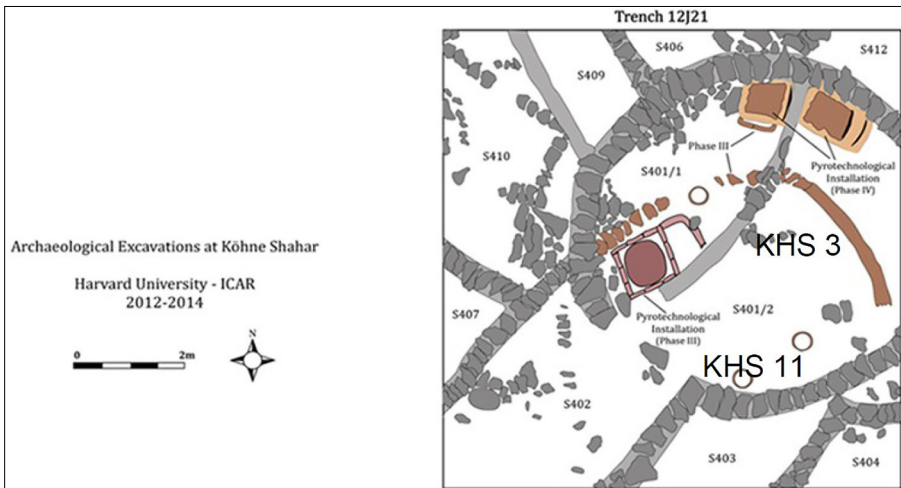 Trench 12J21
S406
S412
S409
Phase III
S410
S401/1
Pyrotechnological
Installation
(Phase IV)
Archaeological Excavations at Köhne Shahar
Harvard University - ICAR
2012-2014
KHS 3
N
S407
S401/2
Pyrotechnological
Installation
(Phase III)
0 2m
KHS 11
S402
S403
S404